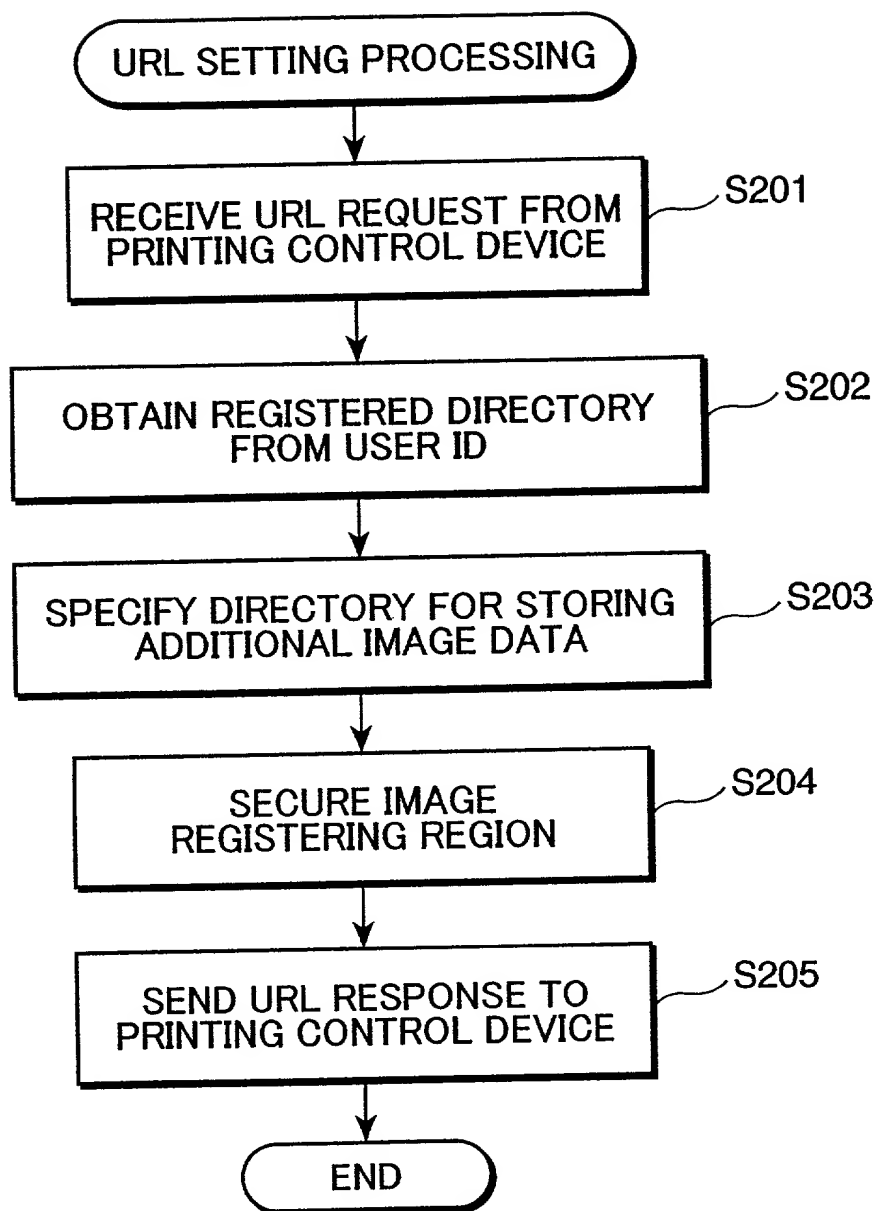 URL SETTING PROCESSING
RECEIVE URL REQUEST FROM
PRINTING CONTROL DEVICE
S201
OBTAIN REGISTERED DIRECTORY
FROM USER ID
S202
SPECIFY DIRECTORY FOR STORING
ADDITIONAL IMAGE DATA
S203
SECURE IMAGE
REGISTERING REGION
S204
SEND URL RESPONSE TO
PRINTING CONTROL DEVICE
S205
END